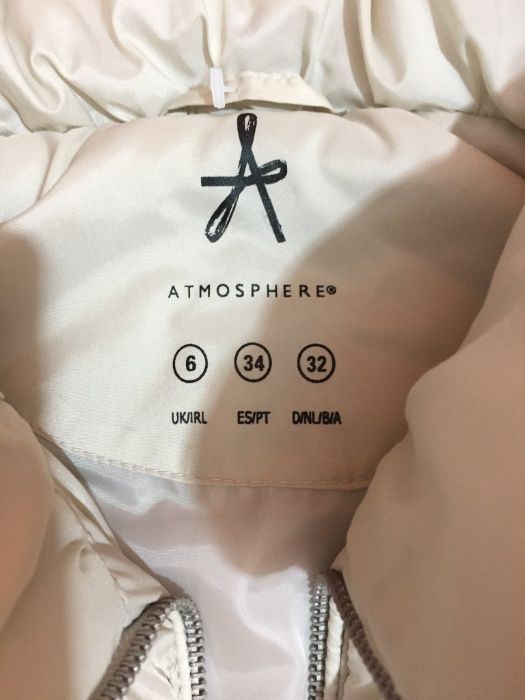 ATMOSPHERE®
6 34 32
UK/IRL ES/PT D/NL/B/A